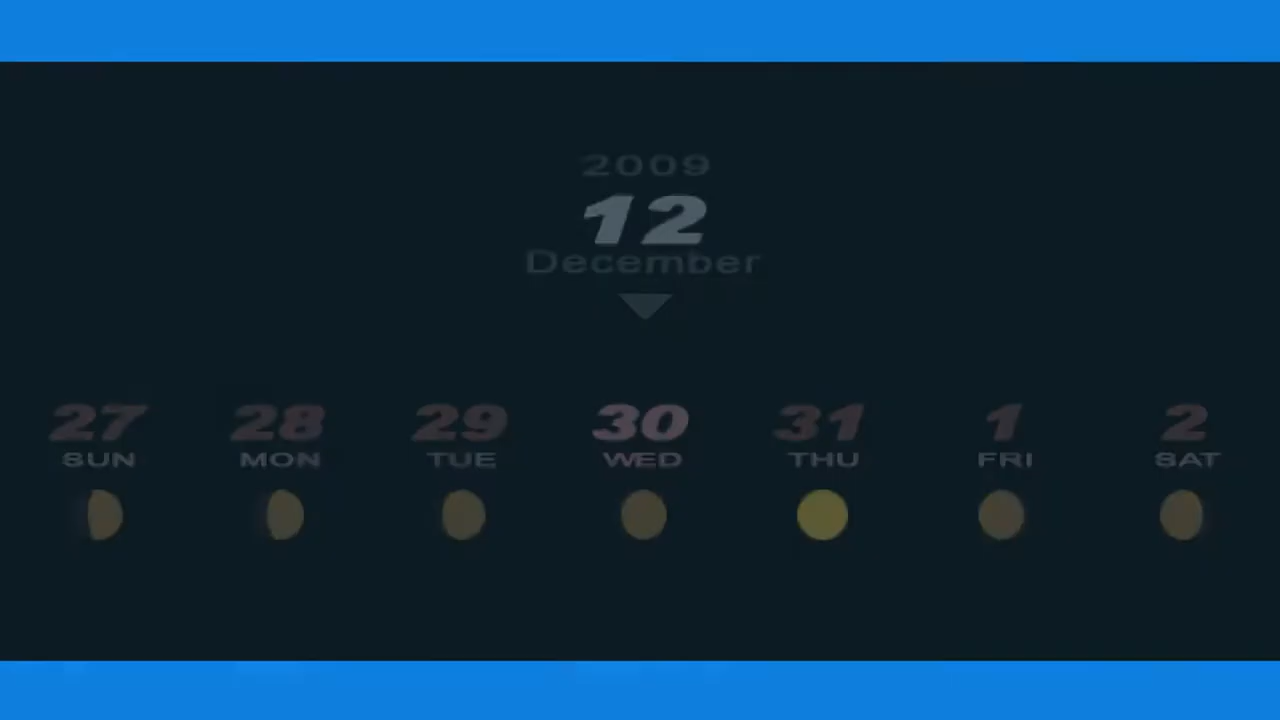 2009
12
December
27 28 29 30 31 1 2
SUN MON TUE WED THU FRI SAT